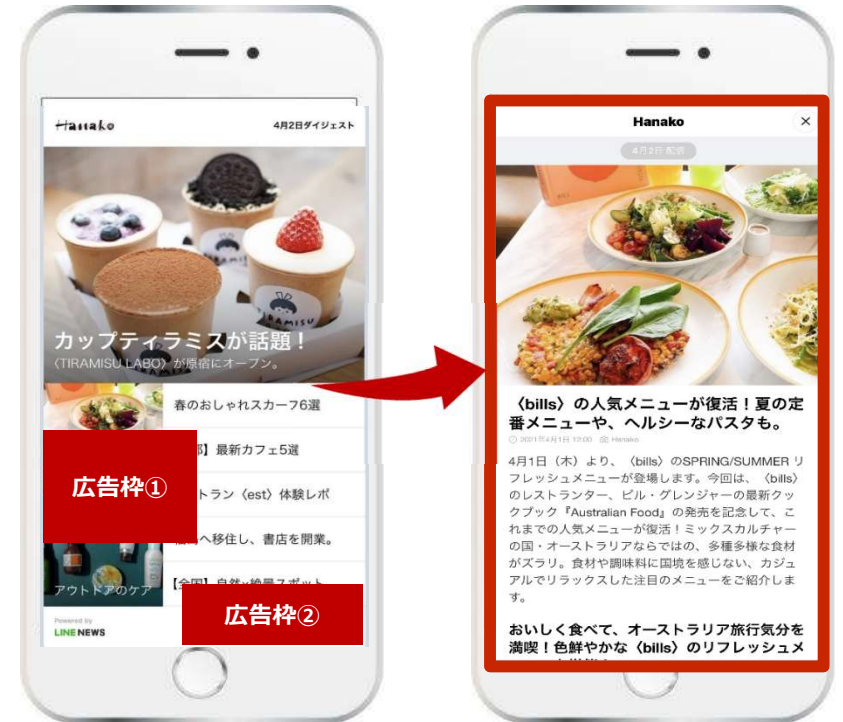 Hanako
4月2日ダイジェスト
TIRAMISU
カップティラミスが話題！
〈TIRAMISU LABO〉が原宿にオープン。
春のおしゃれスカーフ6選
】最新カフェ5選
広告枠①
トラン〈est〉体験レポ
へ移住し、書店を開業。
アウトドアのケア
【全国】自然×絶景スポット
広告枠②
Powered by
LINE NEWS
Hanako
×
4月2日 配信
〈bills〉の人気メニューが復活！夏の定
番メニューや、ヘルシーなパスタも。
2021年4月1日 12:00 Hanako
4月1日（木）より、〈bills〉のSPRING/SUMMER リ
フレッシュメニューが登場します。今回は、〈bills〉
のレストランター、ビル・グレンジャーの最新クッ
クブック『Australian Food』の発売を記念して、こ
れまでの人気メニューが復活！ミックスカルチャー
の国・オーストラリアならではの、多種多様な食材
がズラリ。食材や調味料に国境を感じない、カジュ
アルでリラックスした注目のメニューをご紹介しま
す。
おいしく食べて、オーストラリア旅行気分を
満喫！色鮮やかな〈bills〉のリフレッシュメ